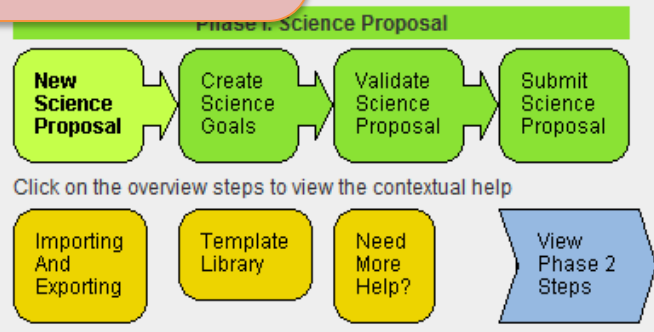 Phase I: Science Proposal
New
Science
Proposal
Create
Science
Goals
Validate
Science
Proposal
Submit
Science
Proposal
Click on the overview steps to view the contextual help
Importing
And
Exporting
Template
Library
Need
More
Help?
View
Phase 2
Steps